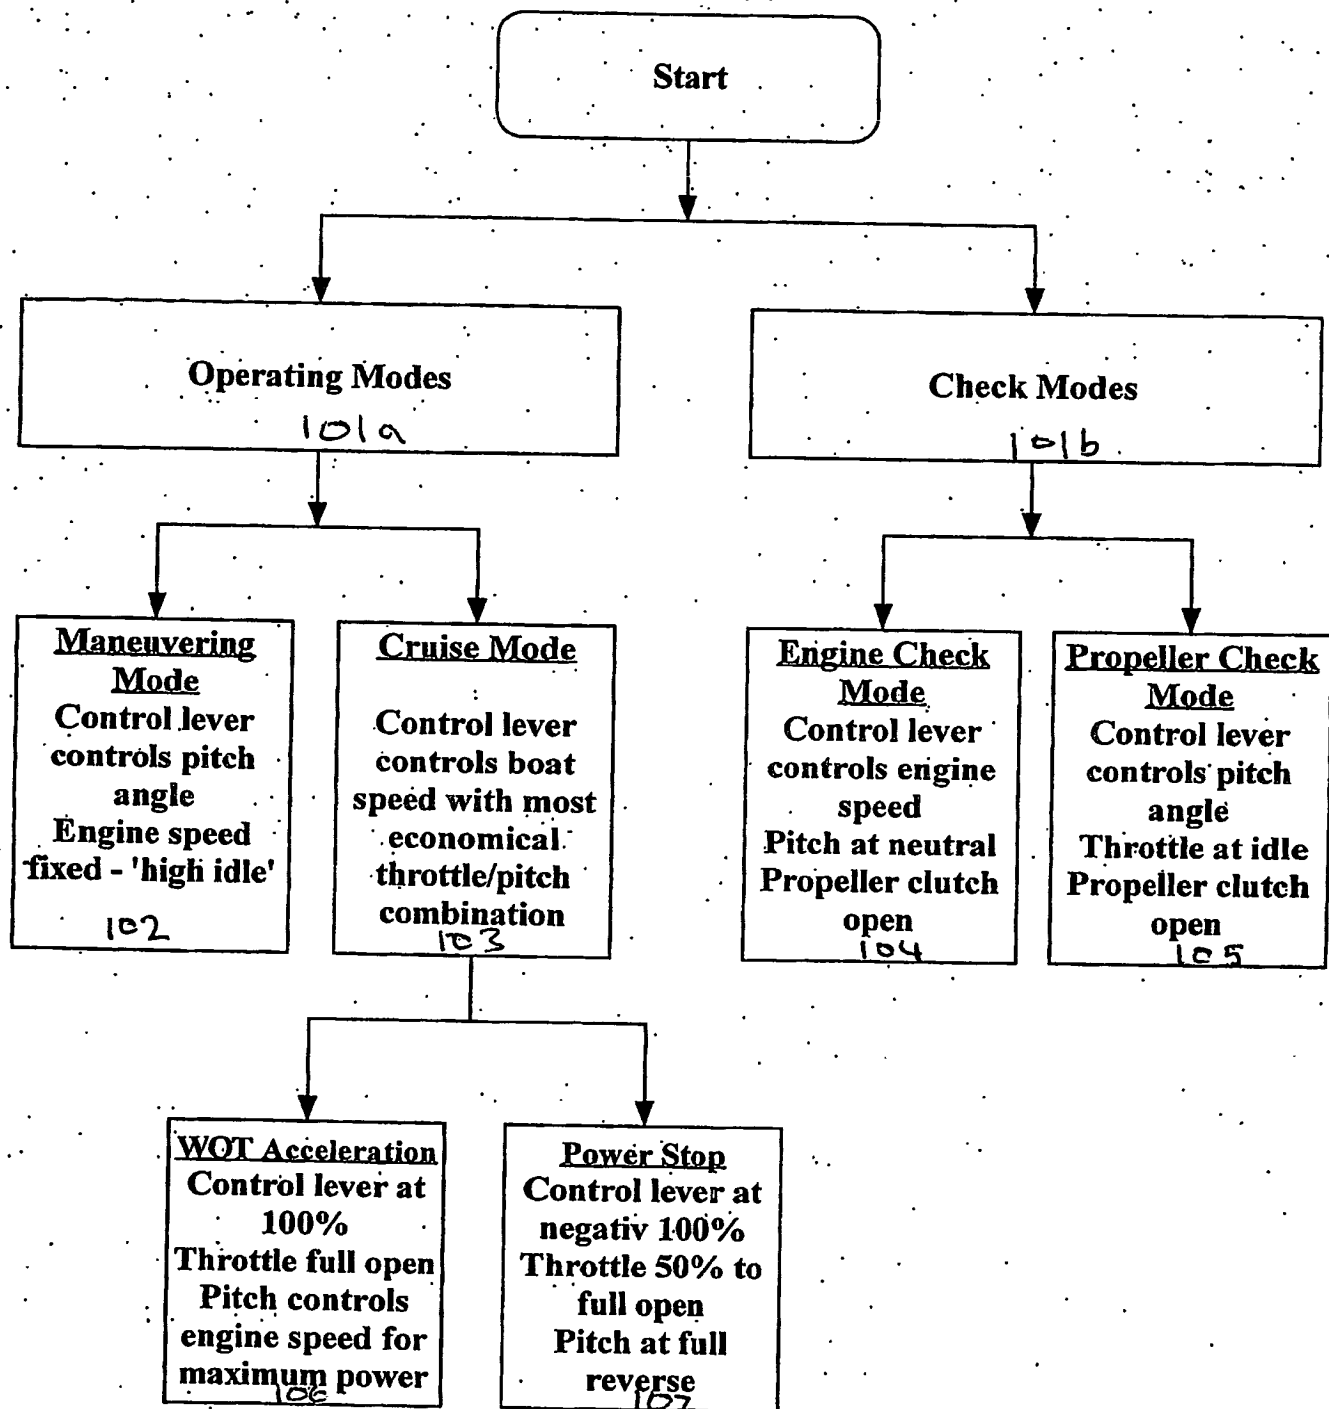 Start
Operating Modes
101a
Check Modes
101b
Maneuvering
Mode
Control lever
controls pitch
angle
Engine speed
fixed - 'high idle'
102
Cruise Mode
Control lever
controls boat
speed with most
economical
throttle/pitch
combination
103
Engine Check
Mode
Control lever
controls engine
speed
Pitch at neutral
Propeller clutch
open
104
Propeller Check
Mode
Control lever
controls pitch
angle
Throttle at idle
Propeller clutch
open
105
WOT Acceleration
Control lever at
100%
Throttle full open
Pitch controls
engine speed for
maximum power
106
Power Stop
Control lever at
negativ 100%
Throttle 50% to
full open
Pitch at full
reverse
107